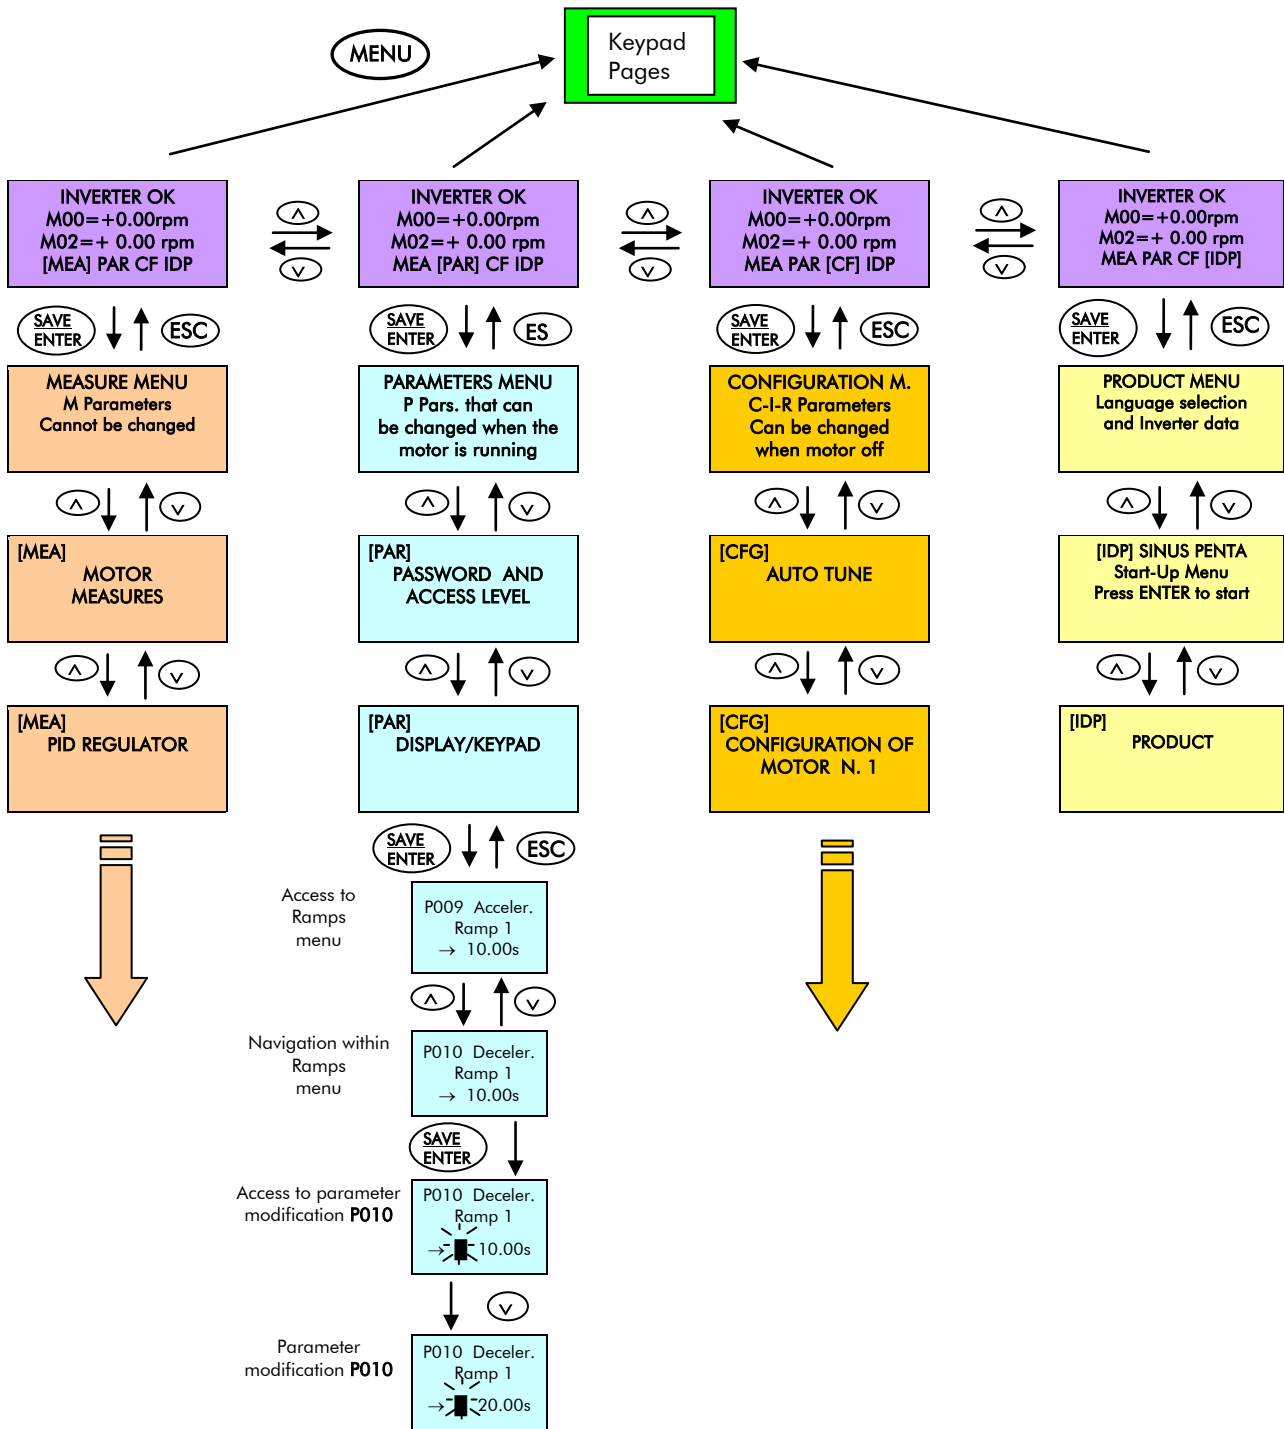 MENU
Keypad
Pages
INVERTER OK
M00=+0.00rpm
M02=+ 0.00 rpm
[MEA] PAR CF IDP
INVERTER OK
M00=+0.00rpm
M02=+ 0.00 rpm
MEA [PAR] CF IDP
INVERTER OK
M00=+0.00rpm
M02=+ 0.00 rpm
MEA PAR [CF] IDP
INVERTER OK
M00=+0.00rpm
M02=+ 0.00 rpm
MEA PAR CF [IDP]
SAVE
ENTER
ESC
SAVE
ENTER
ES
SAVE
ENTER
ESC
SAVE
ENTER
ESC
MEASURE MENU
M Parameters
Cannot be changed
PARAMETERS MENU
P Pars. that can
be changed when the
motor is running
CONFIGURATION M.
C-I-R Parameters
Can be changed
when motor off
PRODUCT MENU
Language selection
and Inverter data
[MEA]
MOTOR
MEASURES
[PAR]
PASSWORD AND
ACCESS LEVEL
[CFG]
AUTO TUNE
[IDP] SINUS PENTA
Start-Up Menu
Press ENTER to start
[MEA]
PID REGULATOR
[PAR]
DISPLAY/KEYPAD
[CFG]
CONFIGURATION OF
MOTOR N. 1
[IDP]
PRODUCT
SAVE
ENTER
ESC
Access to
Ramps
menu
P009 Acceler.
Ramp 1
→ 10.00s
Navigation within
Ramps
menu
P010 Deceler.
Ramp 1
→ 10.00s
SAVE
ENTER
Access to parameter
modification P010
P010 Deceler.
Ramp 1
→ 10.00s
Parameter
modification P010
P010 Deceler.
Ramp 1
→ 20.00s